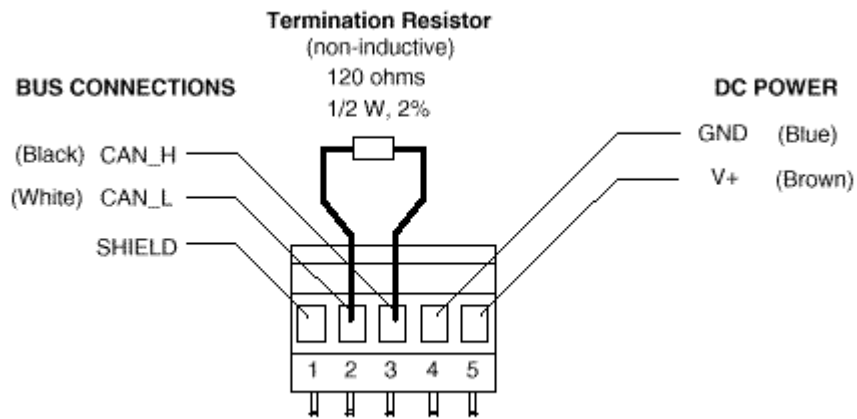 Termination Resistor
(non-inductive)
120 ohms
1/2 W, 2%
BUS CONNECTIONS
(Black) CAN_H
(White) CAN_L
SHIELD
DC POWER
GND (Blue)
V+ (Brown)
1 2 3 4 5